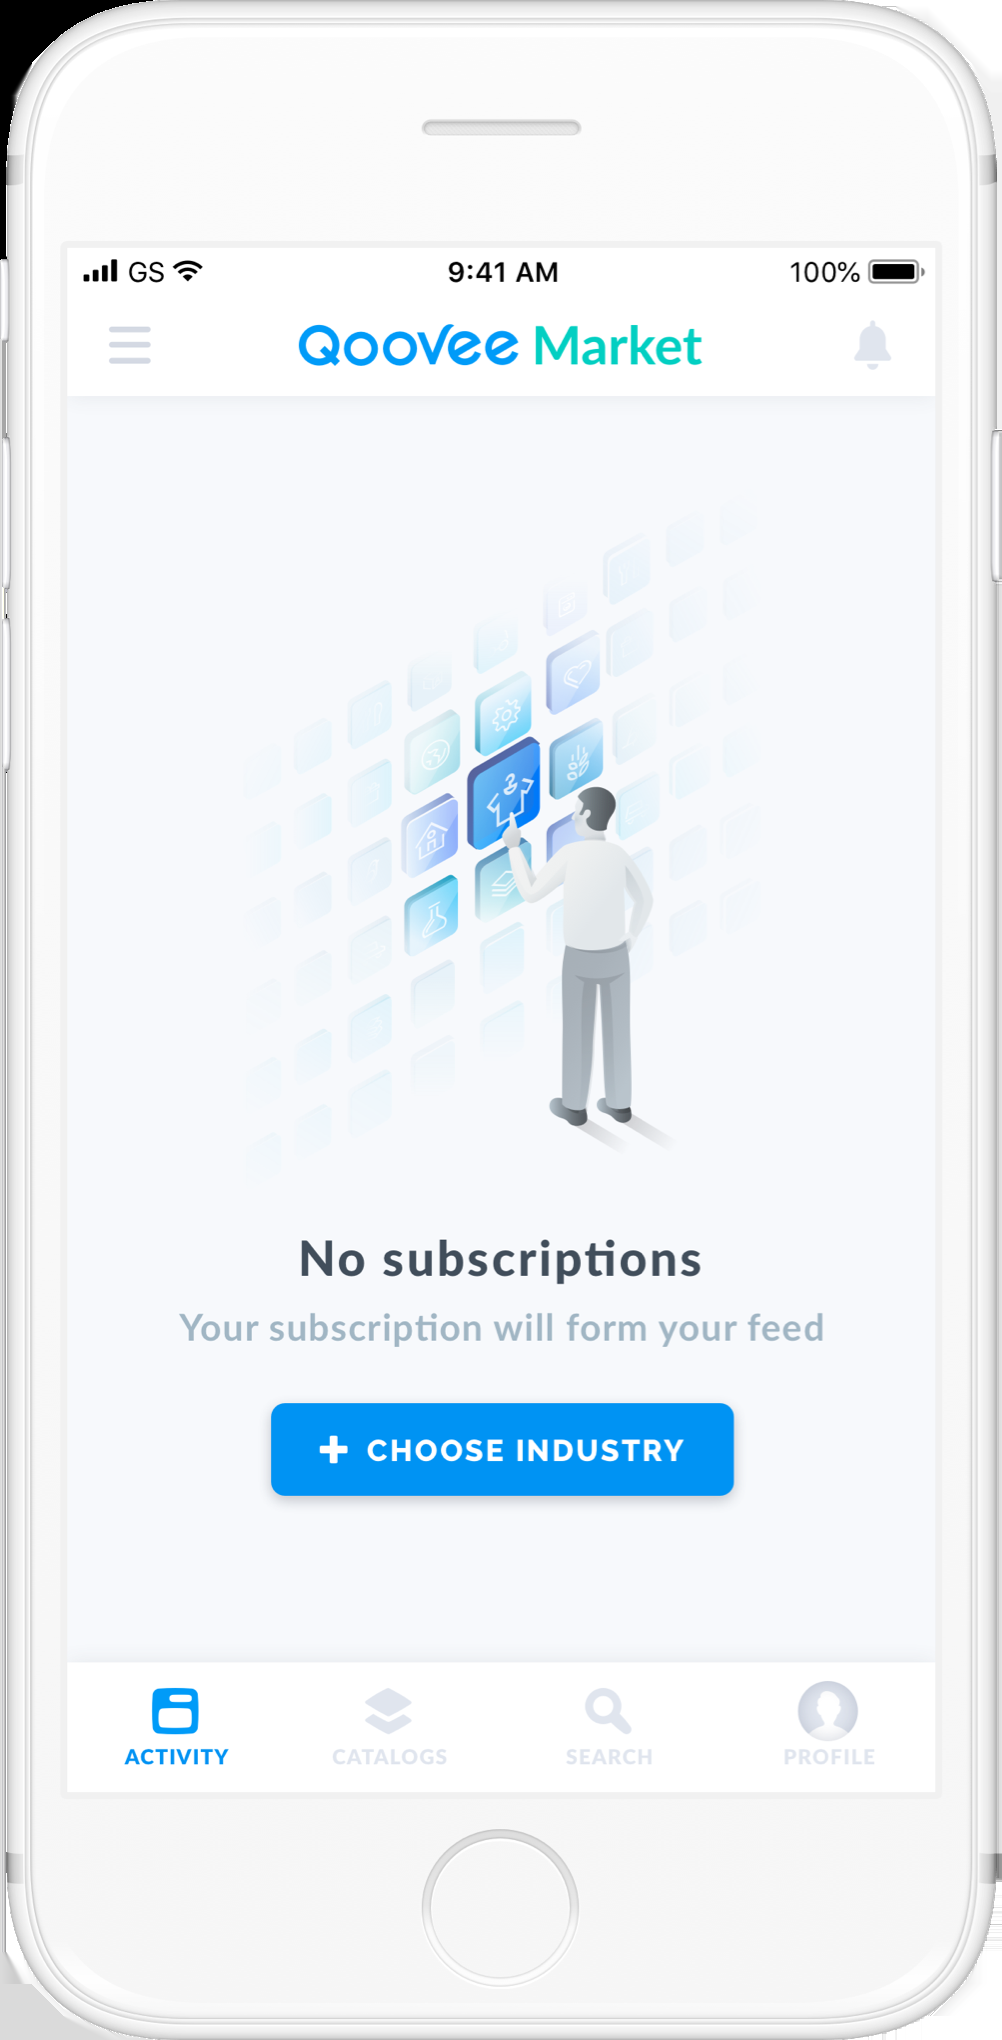 GS 9:41 AM 100%
Qoovee Market
No subscriptions
Your subscription will form your feed
CHOOSE INDUSTRY
ACTIVITY CATALOGS SEARCH PROFILE